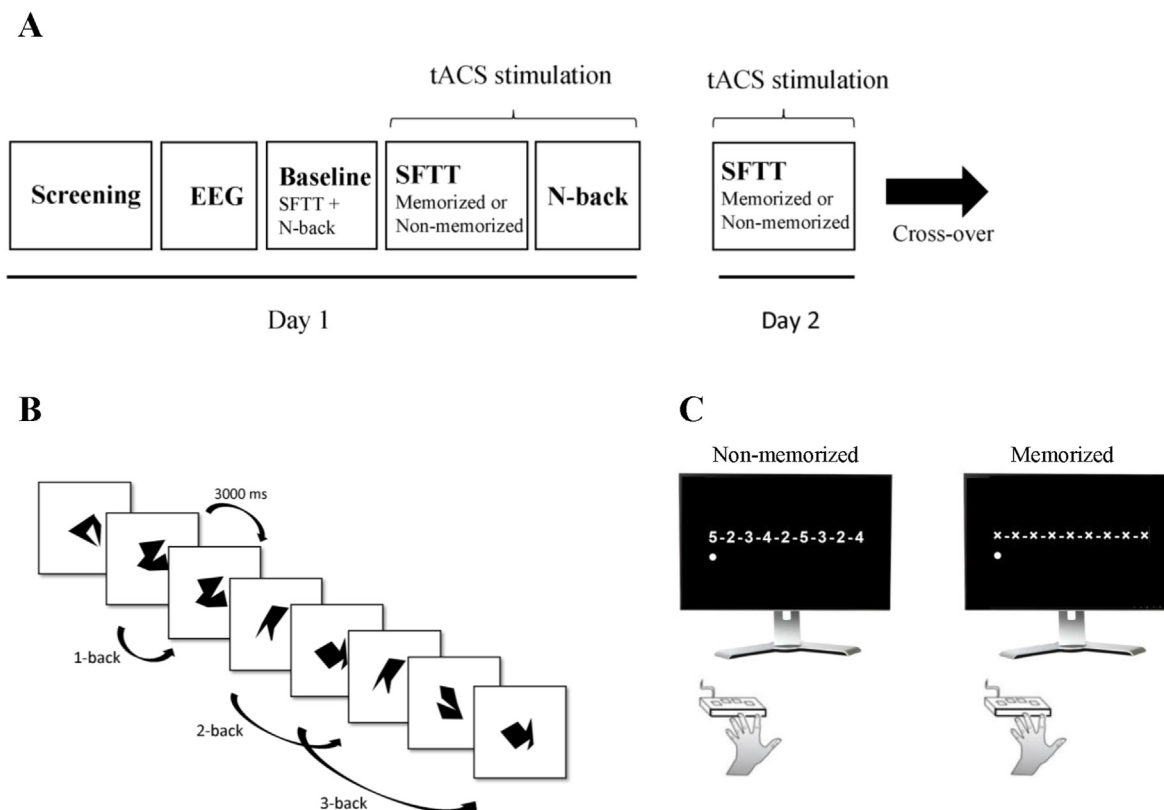 A
tACS stimulation
tACS stimulation
Screening
EEG
Baseline
SFTT +
N-back
SFTT
Memorized or
Non-memorized
N-back
SFTT
Memorized or
Non-memorized
Cross-over
Day 1
Day 2
B
3000 ms
1-back
2-back
3-back
C
Non-memorized
Memorized
5-2-3-4-2-5-3-2-4
×-×-×-×-×-×-×-×-×